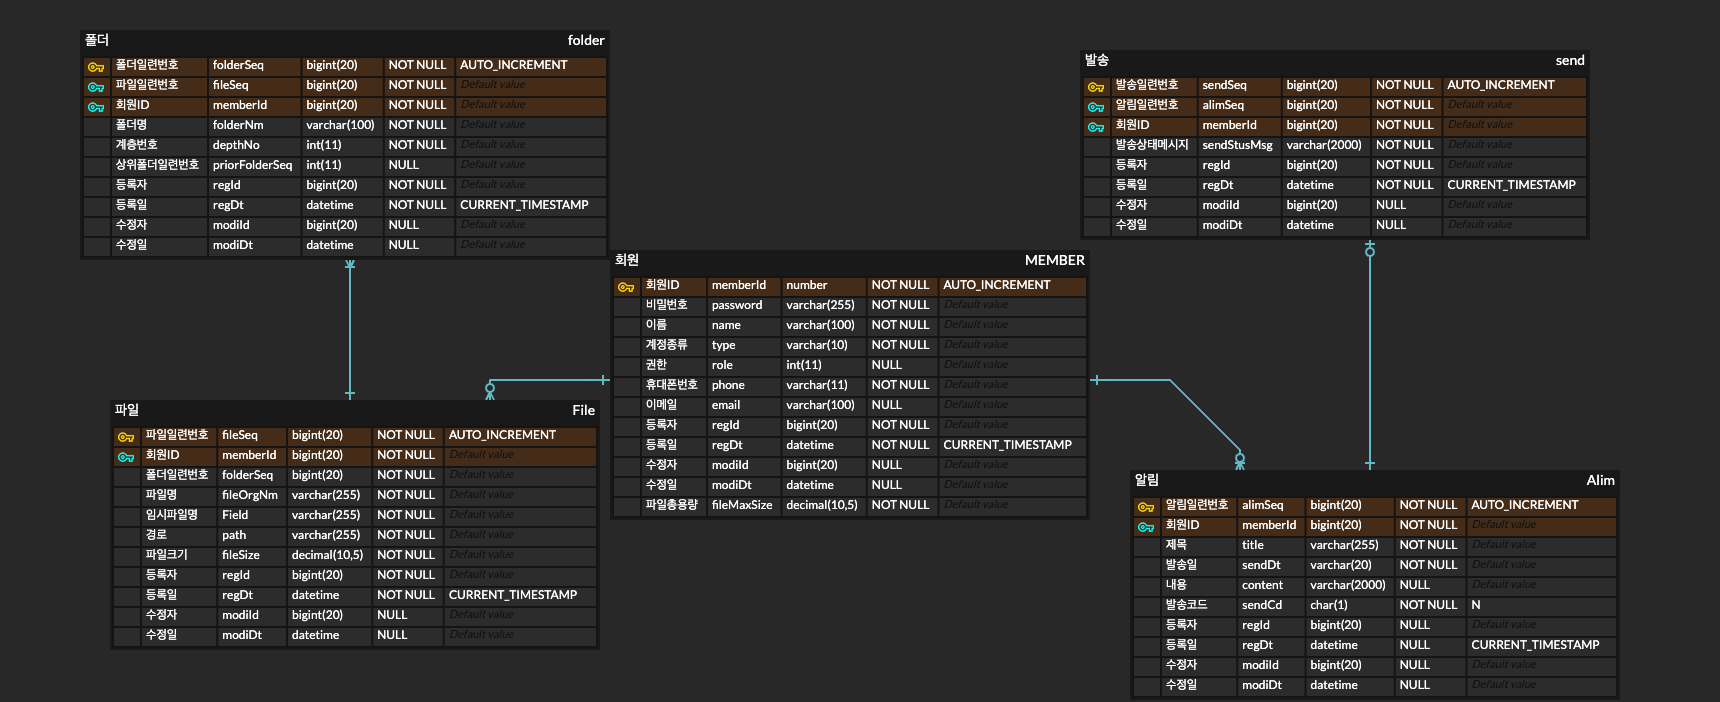 폴더 folder
폴더일련번호 folderSeq bigint(20) NOT NULL AUTO_INCREMENT
파일일련번호 fileSeq bigint(20) NOT NULL Default value
회원ID memberId bigint(20) NOT NULL Default value
폴더명 folderNm varchar(100) NOT NULL Default value
계층번호 depthNo int(11) NOT NULL Default value
상위폴더일련번호 priorFolderSeq int(11) NULL Default value
등록자 regId bigint(20) NOT NULL Default value
등록일 regDt datetime NOT NULL CURRENT_TIMESTAMP
수정자 modiId bigint(20) NULL Default value
수정일 modiDt datetime NULL Default value
발송 send
발송일련번호 sendSeq bigint(20) NOT NULL AUTO_INCREMENT
알림일련번호 alimSeq bigint(20) NOT NULL Default value
회원ID memberId bigint(20) NOT NULL Default value
발송상태메시지 sendStusMsg varchar(2000) NOT NULL Default value
등록자 regId bigint(20) NOT NULL Default value
등록일 regDt datetime NOT NULL CURRENT_TIMESTAMP
수정자 modiId bigint(20) NULL Default value
수정일 modiDt datetime NULL Default value
회원 MEMBER
회원ID memberId number NOT NULL AUTO_INCREMENT
비밀번호 password varchar(255) NOT NULL Default value
이름 name varchar(100) NOT NULL Default value
계정종류 type varchar(10) NOT NULL Default value
권한 role int(11) NULL Default value
휴대폰번호 phone varchar(11) NOT NULL Default value
이메일 email varchar(100) NULL Default value
등록자 regId bigint(20) NOT NULL Default value
등록일 regDt datetime NOT NULL CURRENT_TIMESTAMP
수정자 modiId bigint(20) NULL Default value
수정일 modiDt datetime NULL Default value
파일총용량 fileMaxSize decimal(10,5) NOT NULL Default value
파일 File
파일일련번호 fileSeq bigint(20) NOT NULL AUTO_INCREMENT
회원ID memberId bigint(20) NOT NULL Default value
폴더일련번호 folderSeq bigint(20) NOT NULL Default value
파일명 fileOrgNm varchar(255) NOT NULL Default value
임시파일명 Field varchar(255) NOT NULL Default value
경로 path varchar(255) NOT NULL Default value
파일크기 fileSize decimal(10,5) NOT NULL Default value
등록자 regId bigint(20) NOT NULL Default value
등록일 regDt datetime NOT NULL CURRENT_TIMESTAMP
수정자 modiId bigint(20) NULL Default value
수정일 modiDt datetime NULL Default value
알림 Alim
알림일련번호 alimSeq bigint(20) NOT NULL AUTO_INCREMENT
회원ID memberId bigint(20) NOT NULL Default value
제목 title varchar(255) NOT NULL Default value
발송일 sendDt varchar(20) NOT NULL Default value
내용 content varchar(2000) NULL Default value
발송코드 sendCd char(1) NOT NULL N
등록자 regId bigint(20) NULL Default value
등록일 regDt datetime NULL CURRENT_TIMESTAMP
수정자 modiId bigint(20) NULL Default value
수정일 modiDt datetime NULL Default value